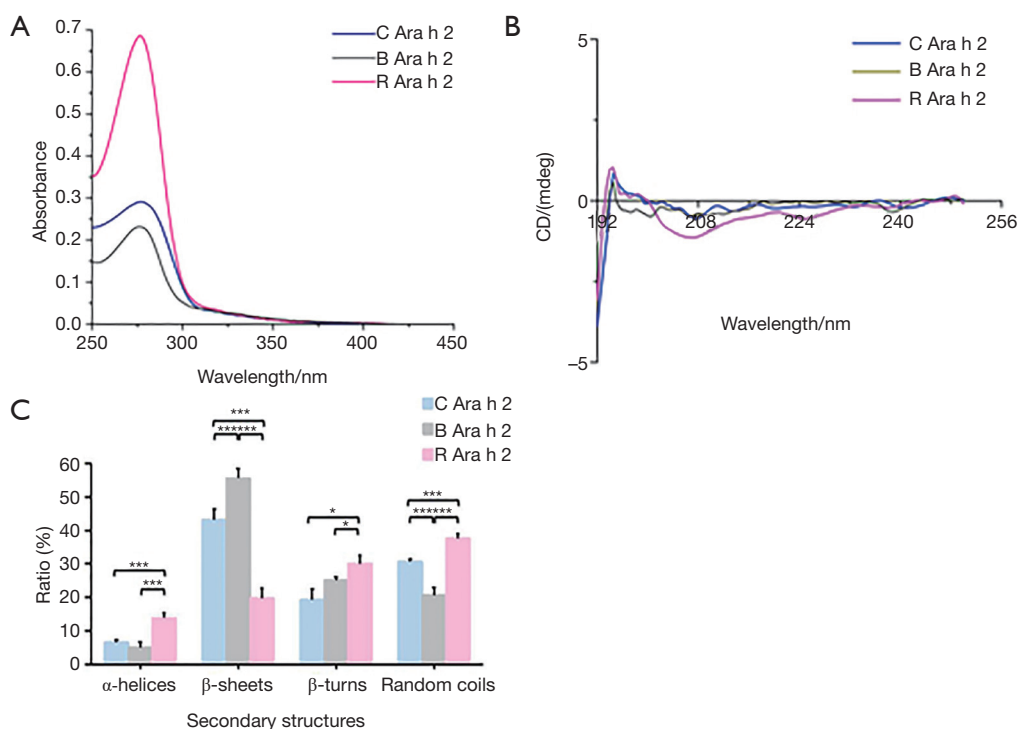 A
0.7
0.6
0.5
0.4
0.3
0.2
0.1
0.0
Absorbance
250 300 350 400 450
Wavelength/nm
C Ara h 2
B Ara h 2
R Ara h 2
B
5
0
−5
CD/(mdeg)
192 208 224 240 256
Wavelength/nm
C Ara h 2
B Ara h 2
R Ara h 2
C
C Ara h 2
B Ara h 2
R Ara h 2
60
50
40
30
20
10
0
Ratio (%)
*** ***
*** ****** 
* *
*** ******
α-helices β-sheets β-turns Random coils
Secondary structures